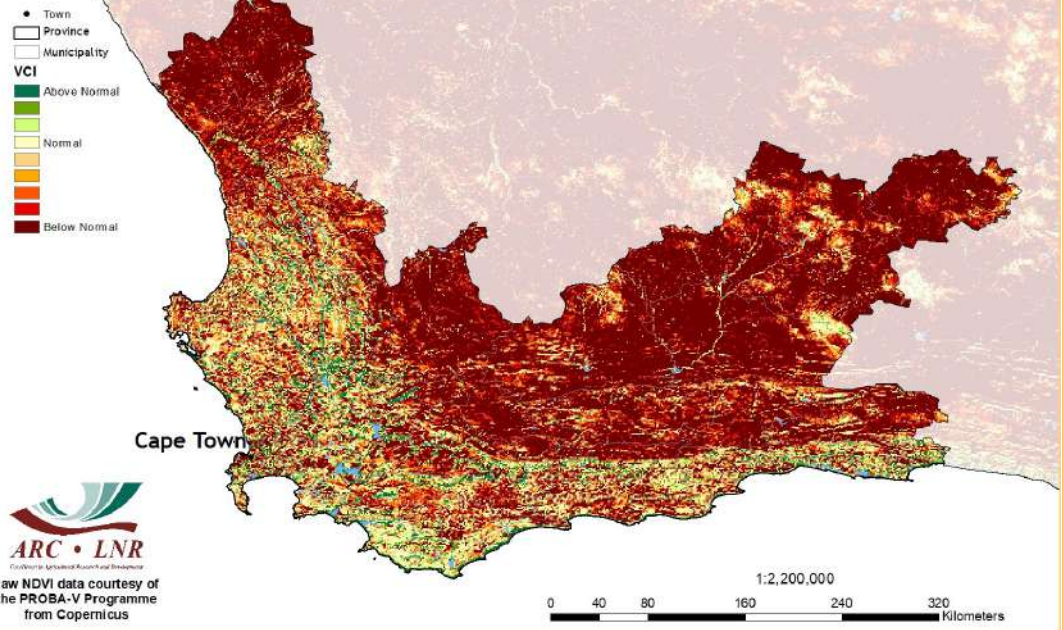 Town
Province
Municipality
VCI
Above Normal
Normal
Below Normal
Cape Town
ARC • LNR
aw NDVI data courtesy of
he PROBA-V Programme
from Copernicus
1:2,200,000
0 40 80 160 240 320
Kilometers